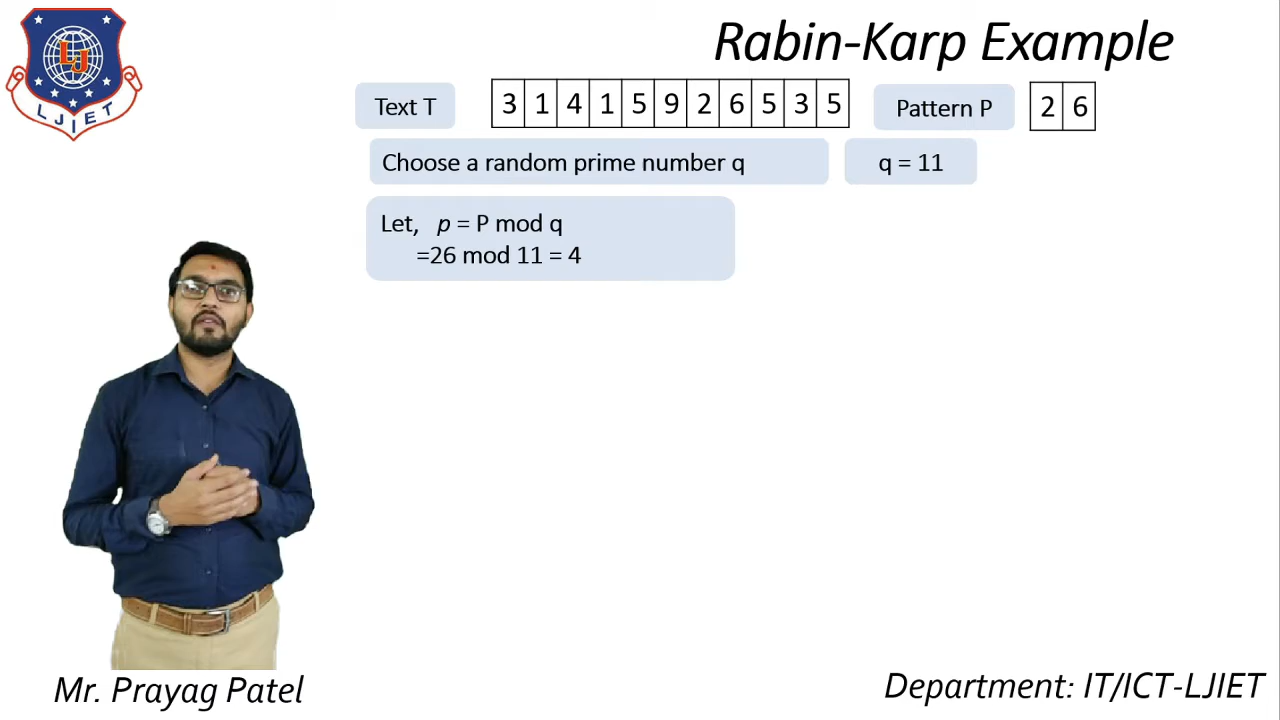 Rabin-Karp Example
Text T 3 1 4 1 5 9 2 6 5 3 5 Pattern P 2 6
Choose a random prime number q q = 11
Let, p = P mod q
=26 mod 11 = 4
LJ
LJIET
Mr. Prayag Patel
Department: IT/ICT-LJIET